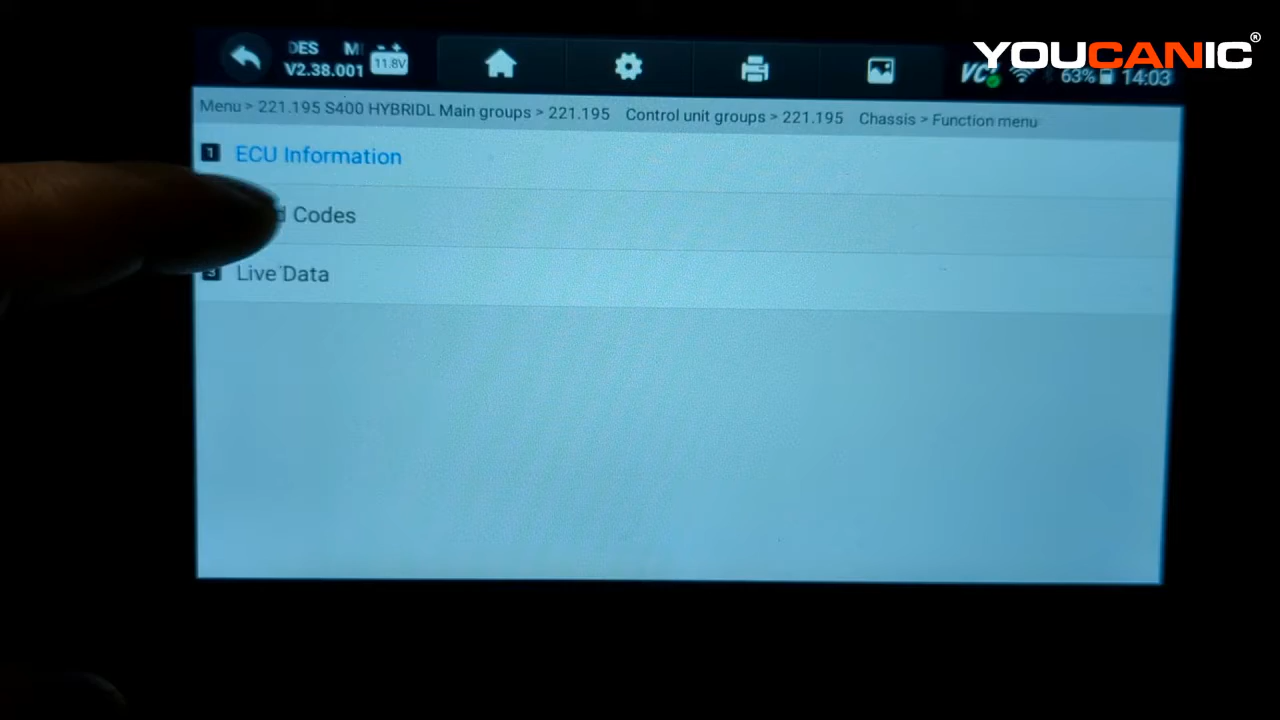 DES M
V2.38.001
11.8V
YOUCANIC®
63% 14:03
Menu > 221.195 S400 HYBRIDL Main groups > 221.195 Control unit groups > 221.195 Chassis > Function menu
1 ECU Information
Codes
3 Live Data